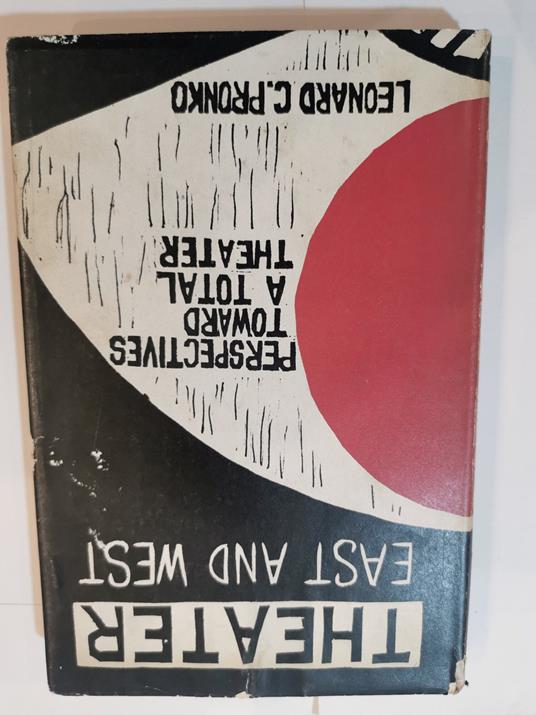 THEATER
EAST AND WEST
PERSPECTIVES
TOWARD
A TOTAL
THEATER
LEONARD C. PRONKO